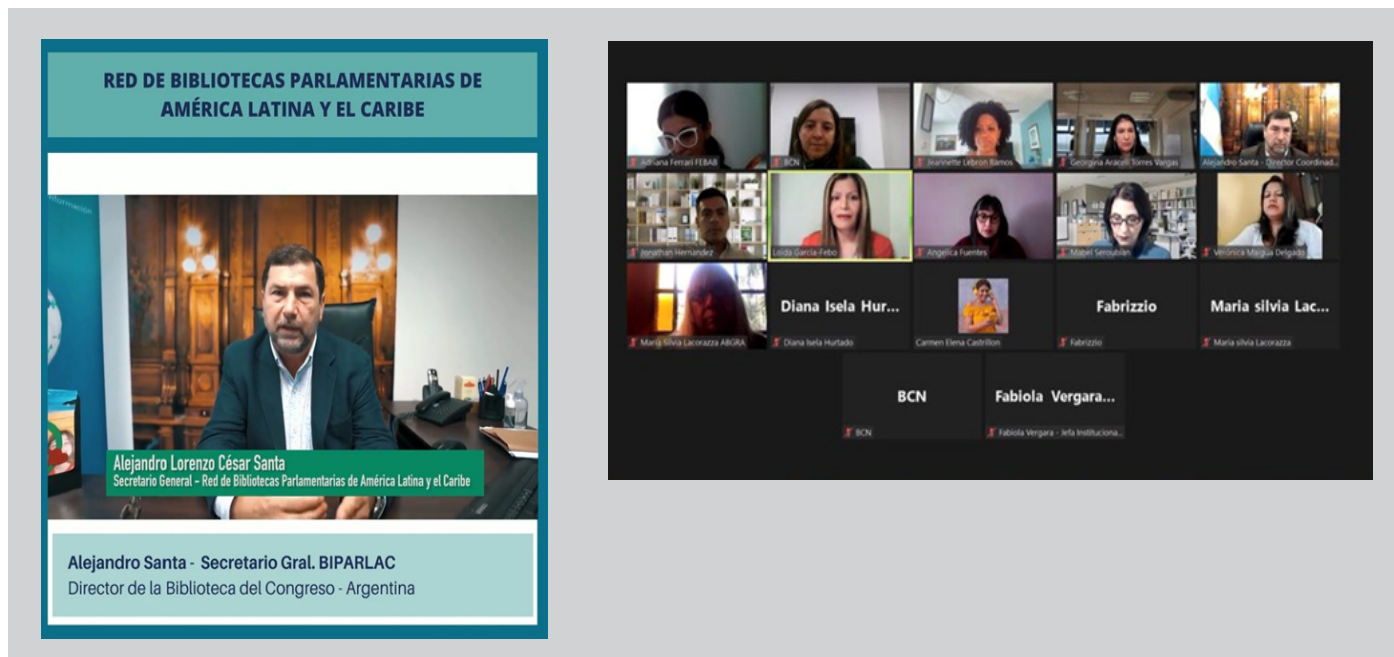 RED DE BIBLIOTECAS PARLAMENTARIAS DE
AMÉRICA LATINA Y EL CARIBE
Alejandro Lorenzo César Santa
Secretario General – Red de Bibliotecas Parlamentarias de América Latina y el Caribe
Alejandro Santa - Secretario Gral. BIPARLAC
Director de la Biblioteca del Congreso - Argentina
Adriana Ferrari FEBAB
BCN
Jeannette Lebron Ramos
Georgina Araceli Torres Vargas
Alejandro Santa - Director Coordinad...
Jonathan Hernández
Loida Garcia-Febo
Angelica Fuentes
Mabel Seroubian
Verónica Maigua Delgado
María Silvia Lacorazza ABGRA
Diana Isela Hur...
Diana Isela Hurtado
Carmen Elena Castrillon
Fabrizzio
Fabrizzio
Maria silvia Lac...
Maria silvia Lacorazza
BCN
BCN
Fabiola Vergara...
Fabiola Vergara - Jefa Instituciona...